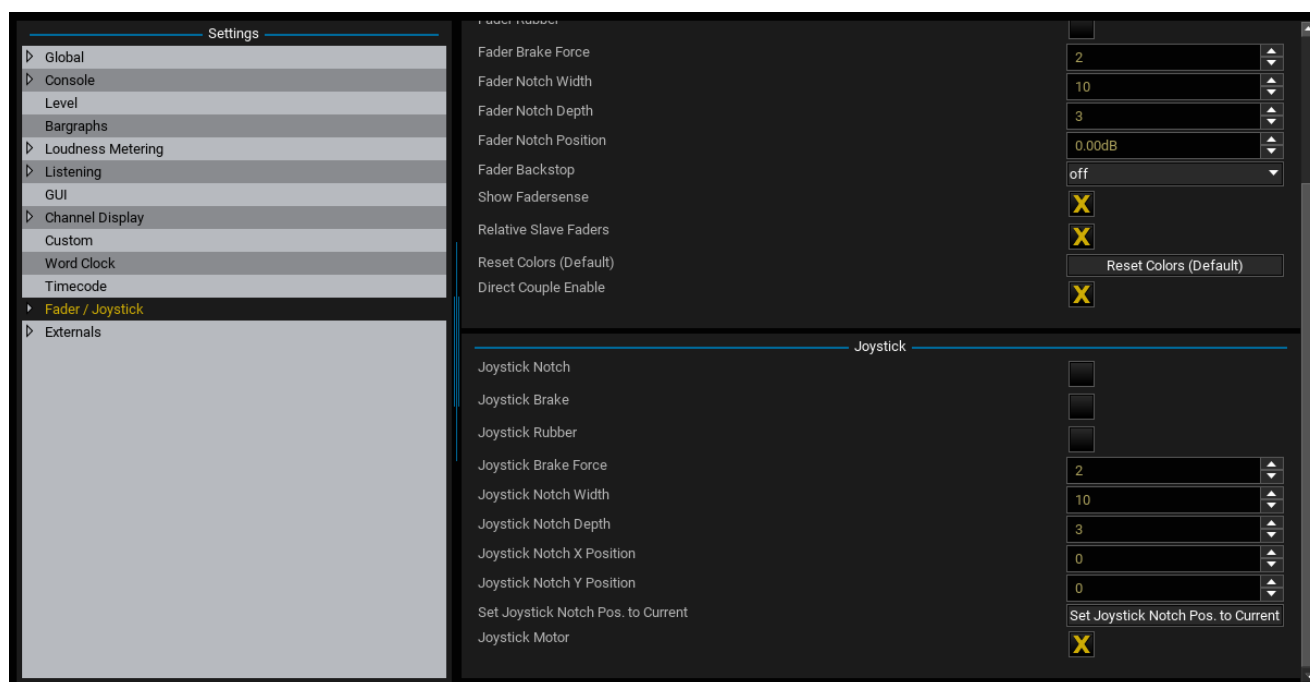 Settings
Global
Console
Level
Bargraphs
Loudness Metering
Listening
GUI
Channel Display
Custom
Word Clock
Timecode
Fader / Joystick
Externals
Fader Rubber
Fader Brake Force 2
Fader Notch Width 10
Fader Notch Depth 3
Fader Notch Position 0.00dB
Fader Backstop off
Show Fadersense X
Relative Slave Faders X
Reset Colors (Default) Reset Colors (Default)
Direct Couple Enable X
Joystick
Joystick Notch
Joystick Brake
Joystick Rubber
Joystick Brake Force 2
Joystick Notch Width 10
Joystick Notch Depth 3
Joystick Notch X Position 0
Joystick Notch Y Position 0
Set Joystick Notch Pos. to Current Set Joystick Notch Pos. to Current
Joystick Motor X